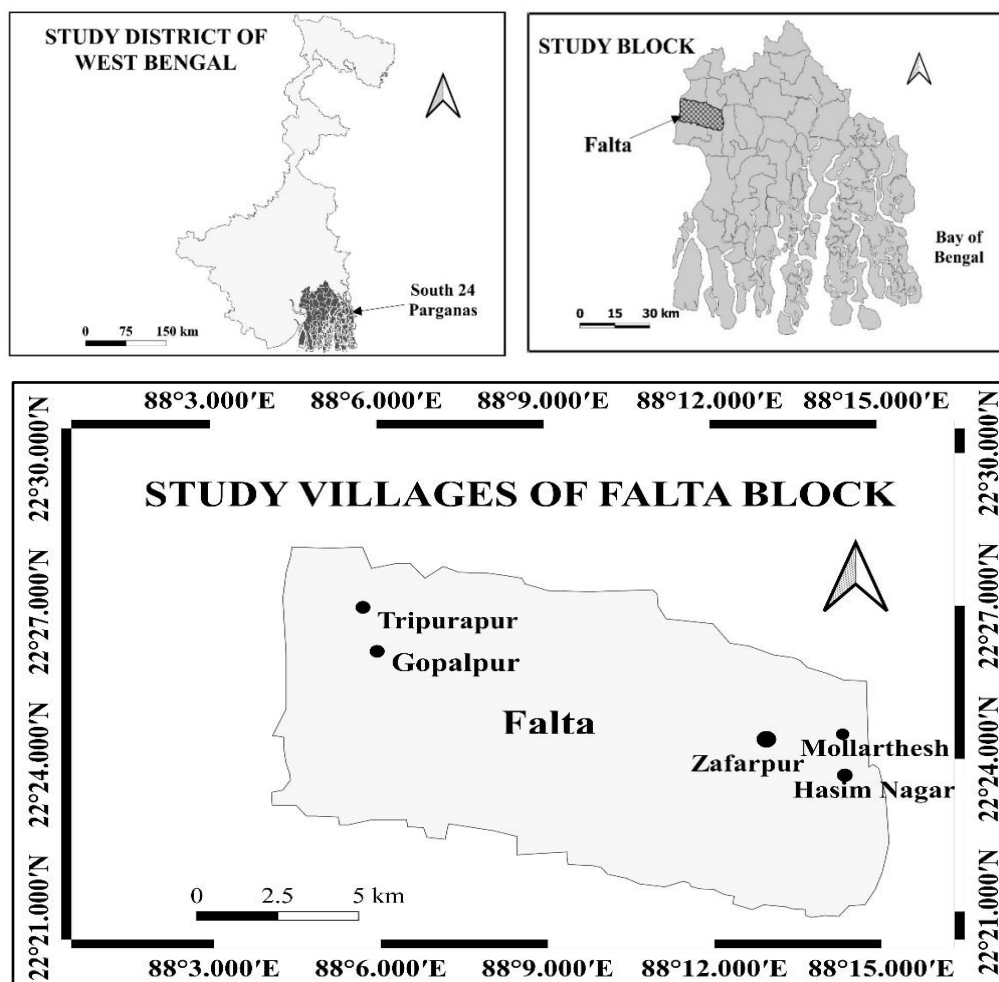 STUDY DISTRICT OF
WEST BENGAL
South 24
Parganas
0 75 150 km
STUDY BLOCK
Falta
Bay of
Bengal
0 15 30 km
88°3.000'E 88°6.000'E 88°9.000'E 88°12.000'E 88°15.000'E
22°30.000'N 22°27.000'N 22°24.000'N 22°21.000'N
STUDY VILLAGES OF FALTA BLOCK
Tripurapur
Gopalpur
Falta
Zafarpur
Mollarthesh
Hasim Nagar
0 2.5 5 km
22°30.000'N 22°27.000'N 22°24.000'N 22°21.000'N
88°3.000'E 88°6.000'E 88°9.000'E 88°12.000'E 88°15.000'E